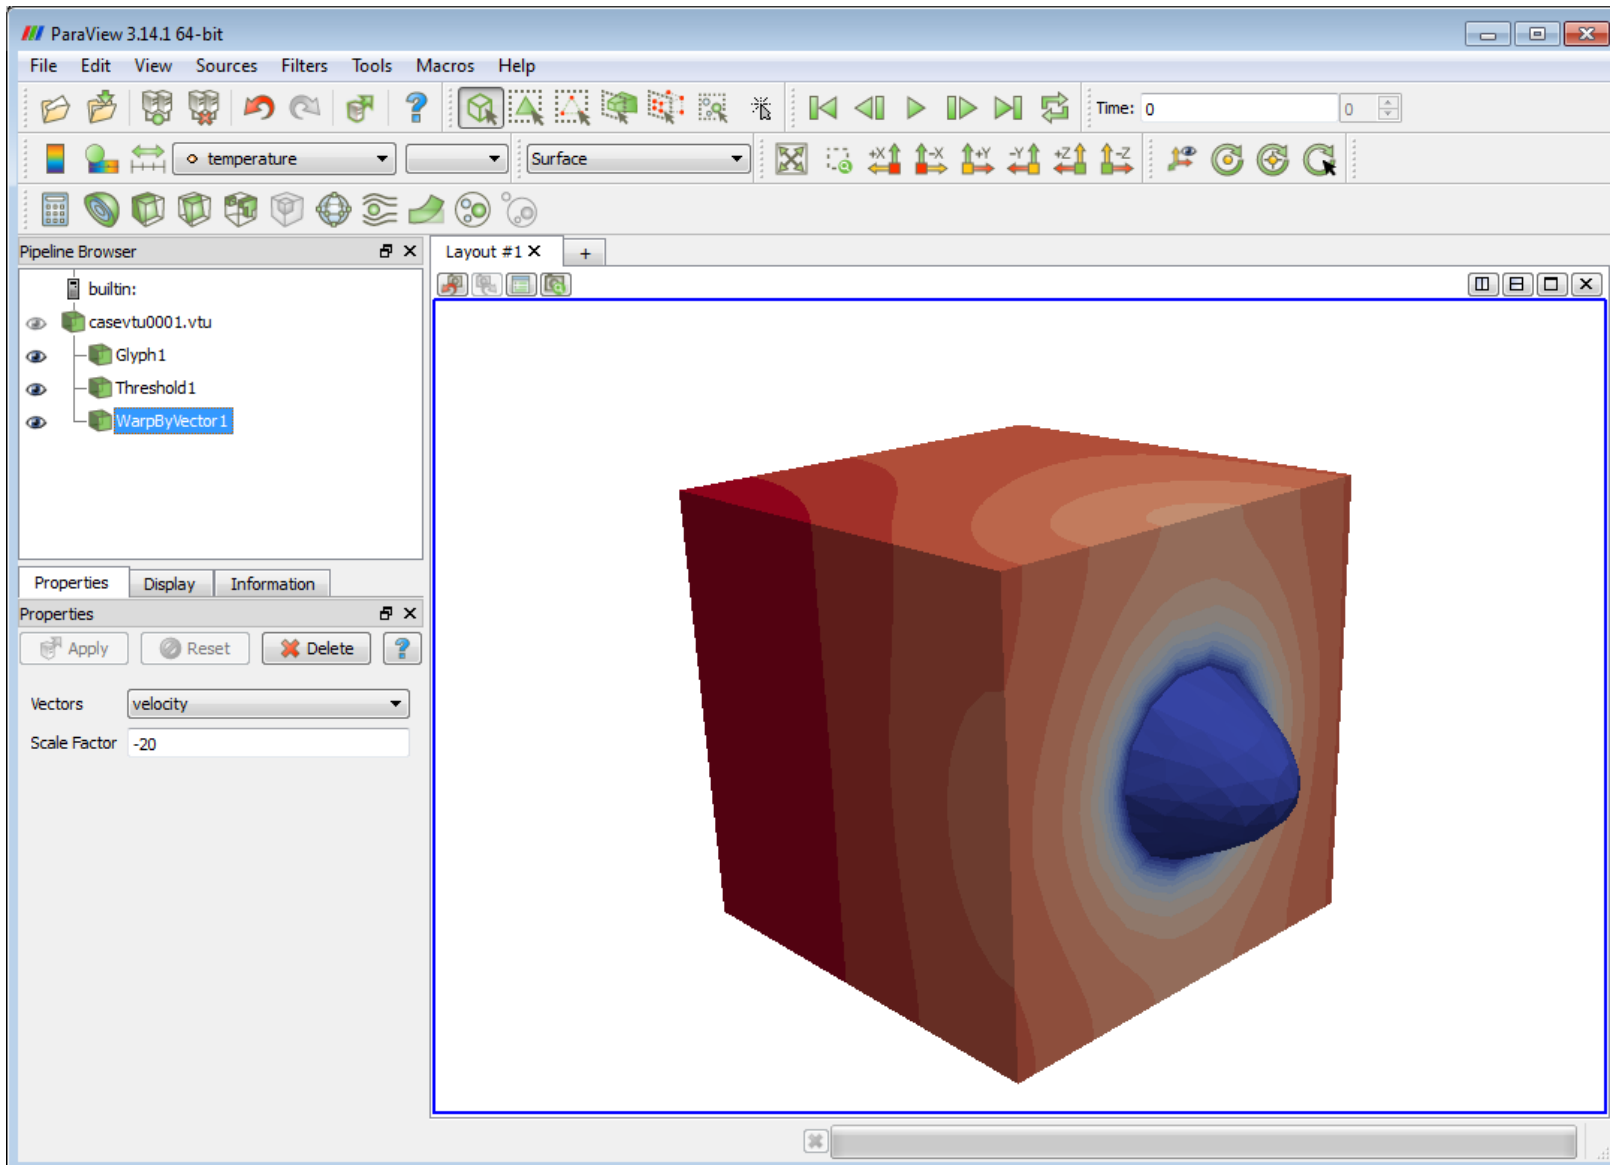 ParaView 3.14.1 64-bit
File Edit View Sources Filters Tools Macros Help
Time: 0 0
temperature Surface +X -X +Y -Y +Z -Z
Pipeline Browser
Layout #1 +
builtin:
casevtu0001.vtu
Glyph1
Threshold1
WarpByVector1
Properties Display Information
Properties
Apply Reset Delete ?
Vectors velocity
Scale Factor -20